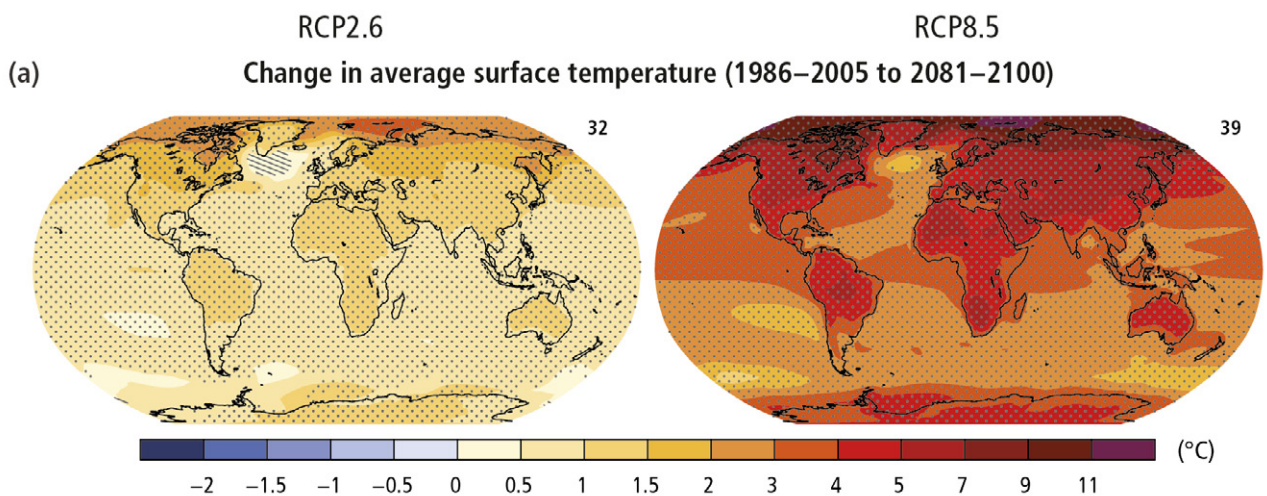 RCP2.6 RCP8.5
(a) Change in average surface temperature (1986–2005 to 2081–2100)
32 39
(°C)
−2 −1.5 −1 −0.5 0 0.5 1 1.5 2 3 4 5 7 9 11